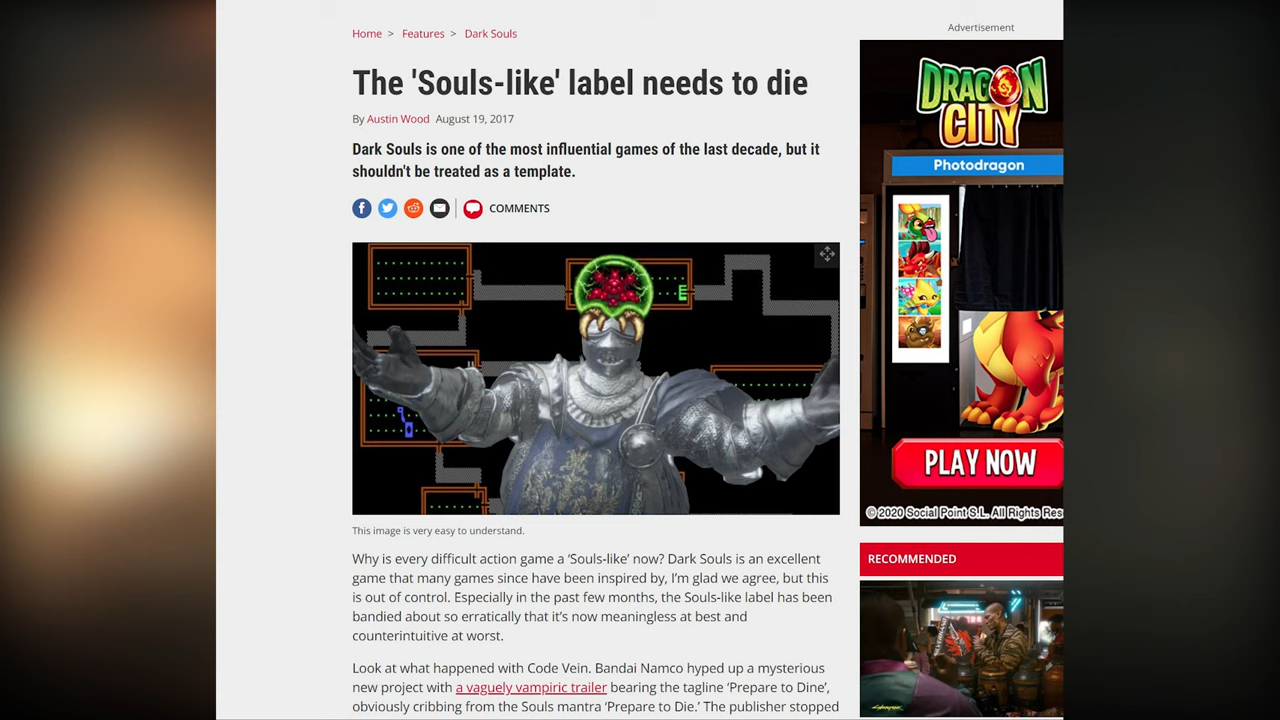 Home > Features > Dark Souls
The 'Souls-like' label needs to die
By Austin Wood August 19, 2017
Dark Souls is one of the most influential games of the last decade, but it
shouldn't be treated as a template.
COMMENTS
This image is very easy to understand.
Why is every difficult action game a ‘Souls-like’ now? Dark Souls is an excellent
game that many games since have been inspired by, I’m glad we agree, but this
is out of control. Especially in the past few months, the Souls-like label has been
bandied about so erratically that it’s now meaningless at best and
counterintuitive at worst.
Look at what happened with Code Vein. Bandai Namco hyped up a mysterious
new project with a vaguely vampiric trailer bearing the tagline ‘Prepare to Dine’,
obviously cribbing from the Souls mantra ‘Prepare to Die.’ The publisher stopped
Advertisement
DRAGON
CITY
Photodragon
PLAY NOW
© 2020 Social Point S.L. All Rights Res
RECOMMENDED